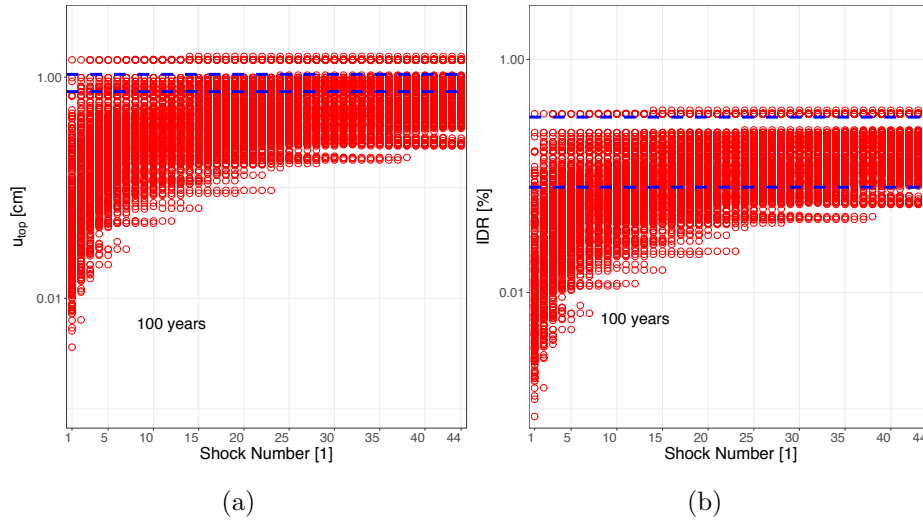 u_top [cm]
1.00
0.01
100 years
1 5 10 15 20 25 30 35 40 44
Shock Number [1]
(a)
IDR [%]
1.00
0.01
100 years
1 5 10 15 20 25 30 35 40 44
Shock Number [1]
(b)